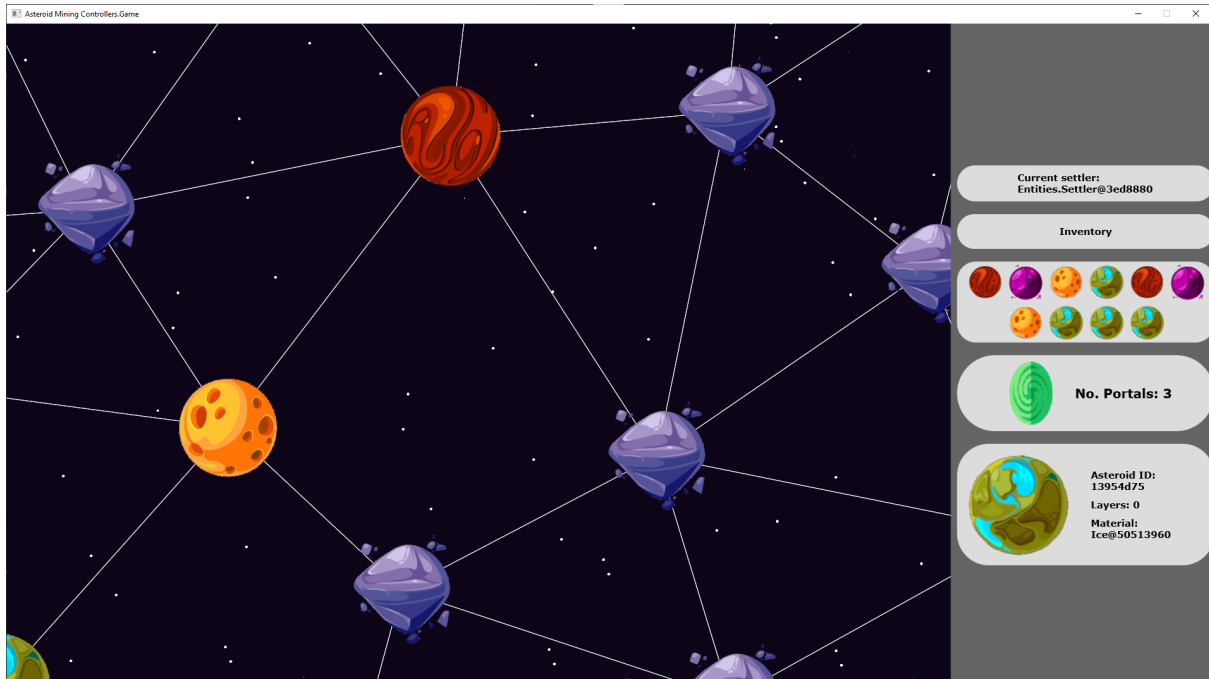 Asteroid Mining Controllers.Game
Current settler:
Entities.Settler@3ed8880
Inventory
No. Portals: 3
Asteroid ID:
13954d75
Layers: 0
Material:
Ice@50513960